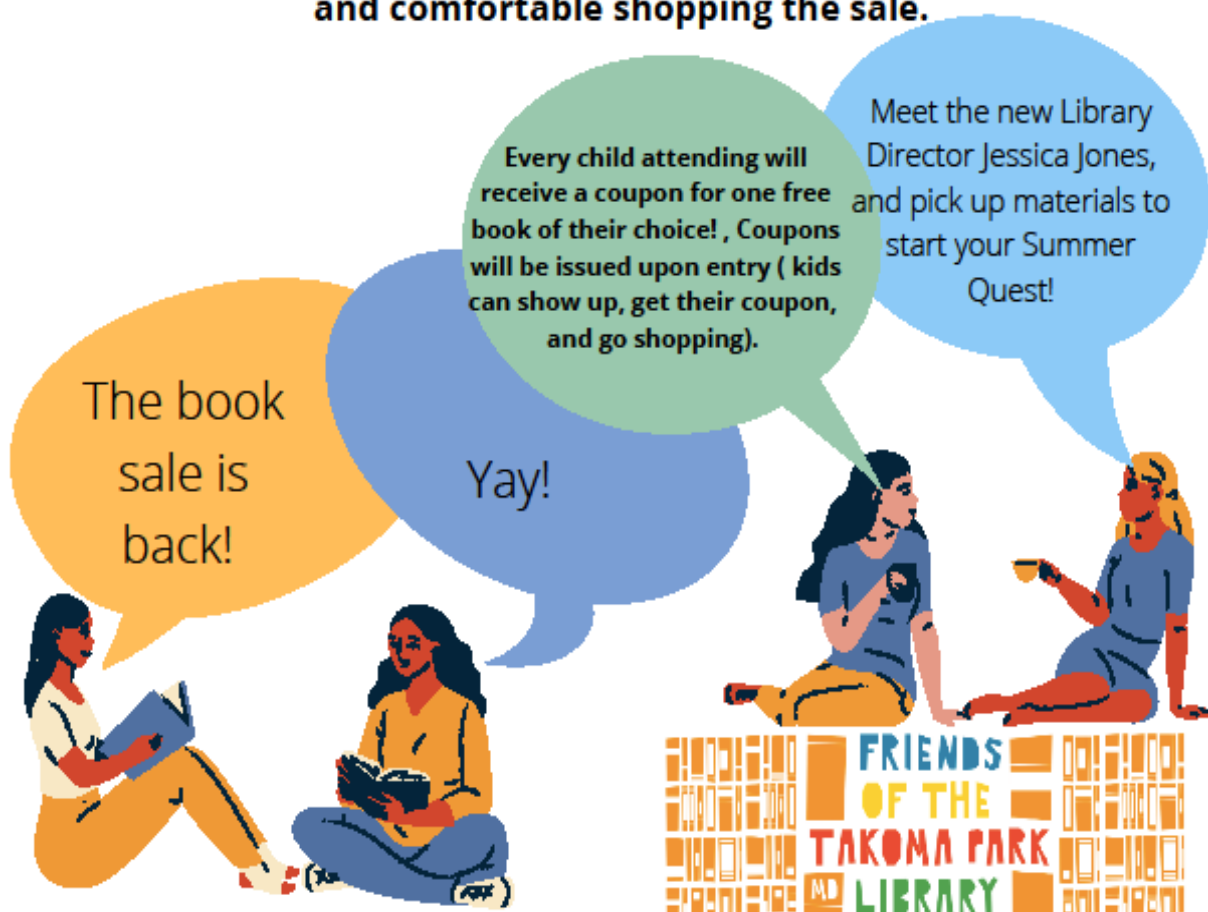 and comfortable shopping the sale.
The book
sale is
back!
Yay!
Every child attending will
receive a coupon for one free
book of their choice! , Coupons
will be issued upon entry ( kids
can show up, get their coupon,
and go shopping).
Meet the new Library
Director Jessica Jones,
and pick up materials to
start your Summer
Quest!
FRIENDS
OF THE
TAKOMA PARK
MD LIBRARY